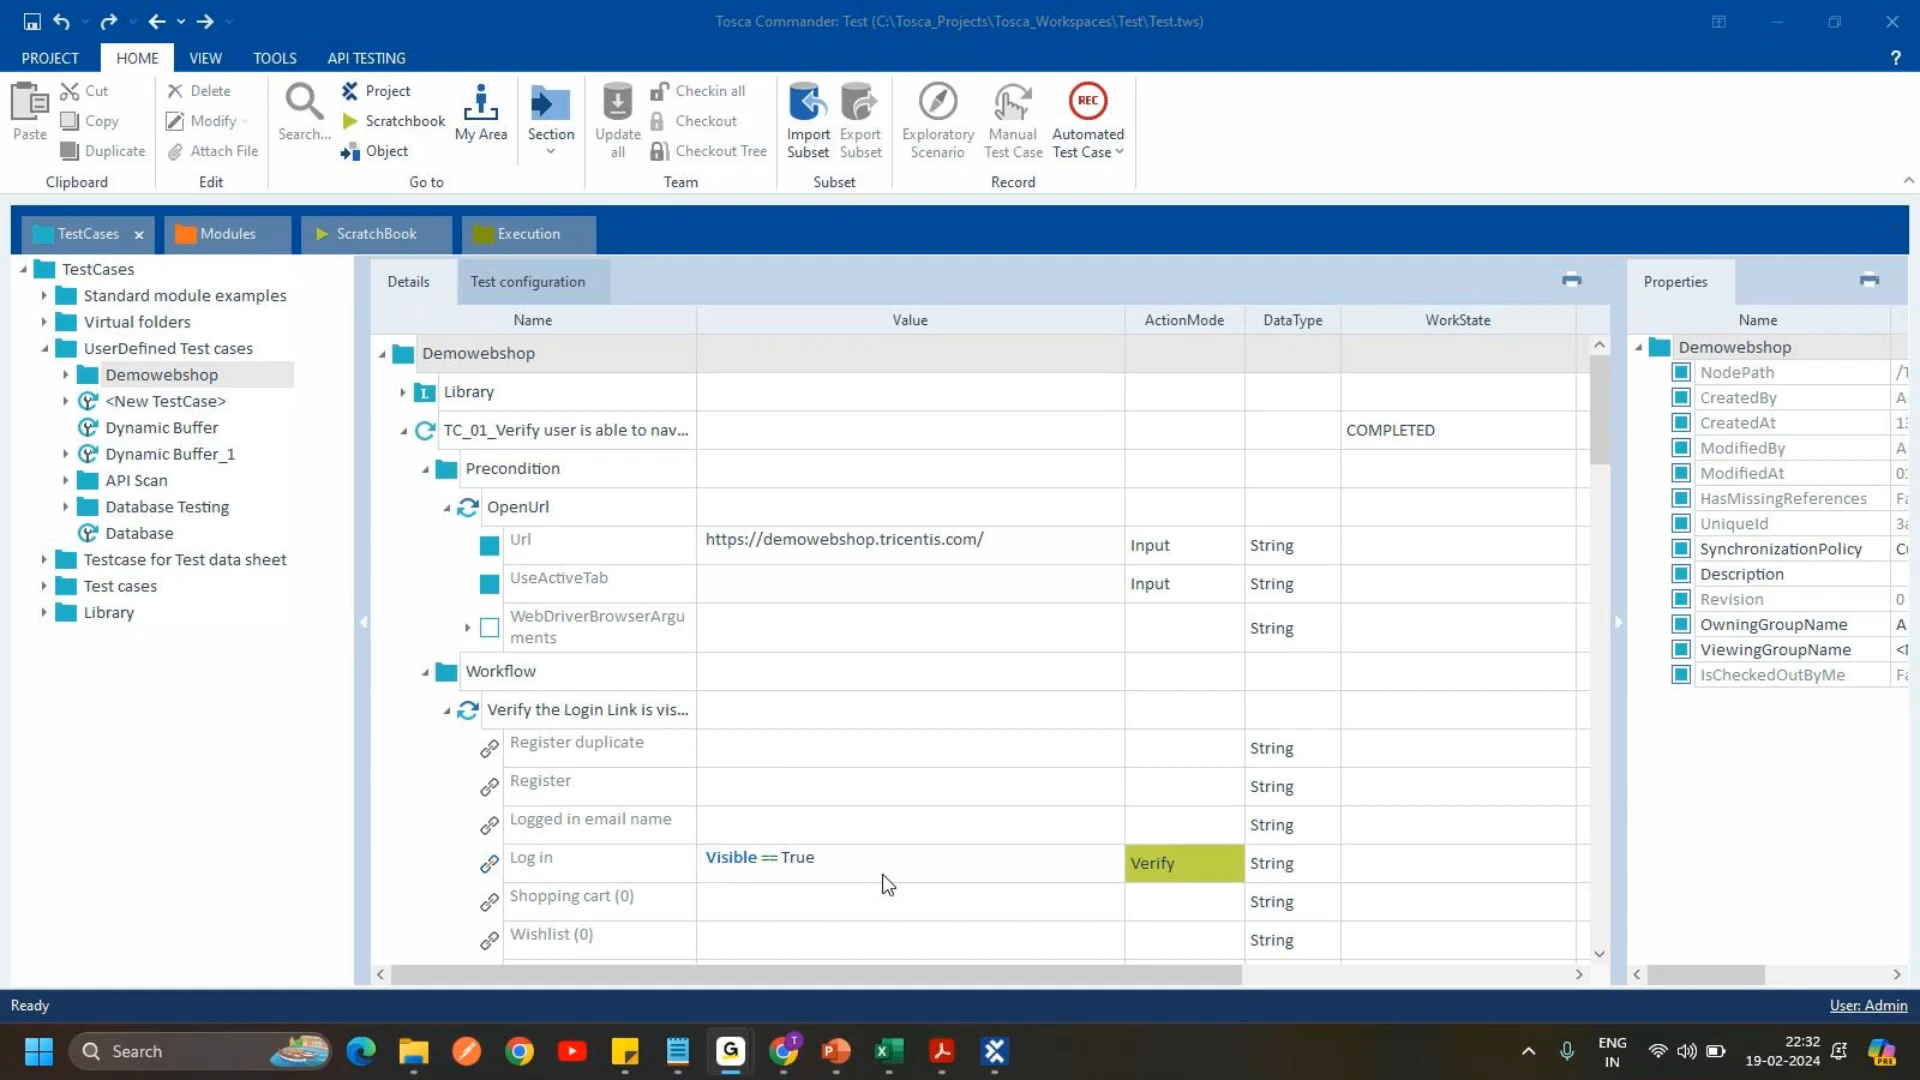 Tosca Commander: Test (C:\Tosca_Projects\Tosca_Workspaces\Test\Test.tws)
PROJECT HOME VIEW TOOLS API TESTING ?
Paste
Cut
Copy
Duplicate
Clipboard
Delete
Modify
Attach File
Edit
Search...
Project
Scratchbook
Object
My Area
Section
Go to
Update all
Checkin all
Checkout
Checkout Tree
Team
Import Subset
Export Subset
Subset
Exploratory Scenario
Manual Test Case
REC
Automated Test Case
Record
TestCases x Modules ScratchBook Execution
TestCases
Standard module examples
Virtual folders
UserDefined Test cases
Demowebshop
<New TestCase>
Dynamic Buffer
Dynamic Buffer_1
API Scan
Database Testing
Database
Testcase for Test data sheet
Test cases
Library
Details Test configuration
Name Value ActionMode DataType WorkState
Demowebshop
L Library
TC_01_Verify user is able to nav... COMPLETED
Precondition
OpenUrl
Url https://demowebshop.tricentis.com/ Input String
UseActiveTab Input String
WebDriverBrowserArgu
ments String
Workflow
Verify the Login Link is vis...
Register duplicate String
Register String
Logged in email name String
Log in Visible == True Verify String
Shopping cart (0) String
Wishlist (0) String
Properties
Name
Demowebshop
NodePath
CreatedBy A
CreatedAt
ModifiedBy A
ModifiedAt
HasMissingReferences
UniqueId
SynchronizationPolicy
Description
Revision 0
OwningGroupName A
ViewingGroupName
IsCheckedOutByMe
Ready User: Admin
Search
G
T
ENG
IN
22:32
19-02-2024
PRE